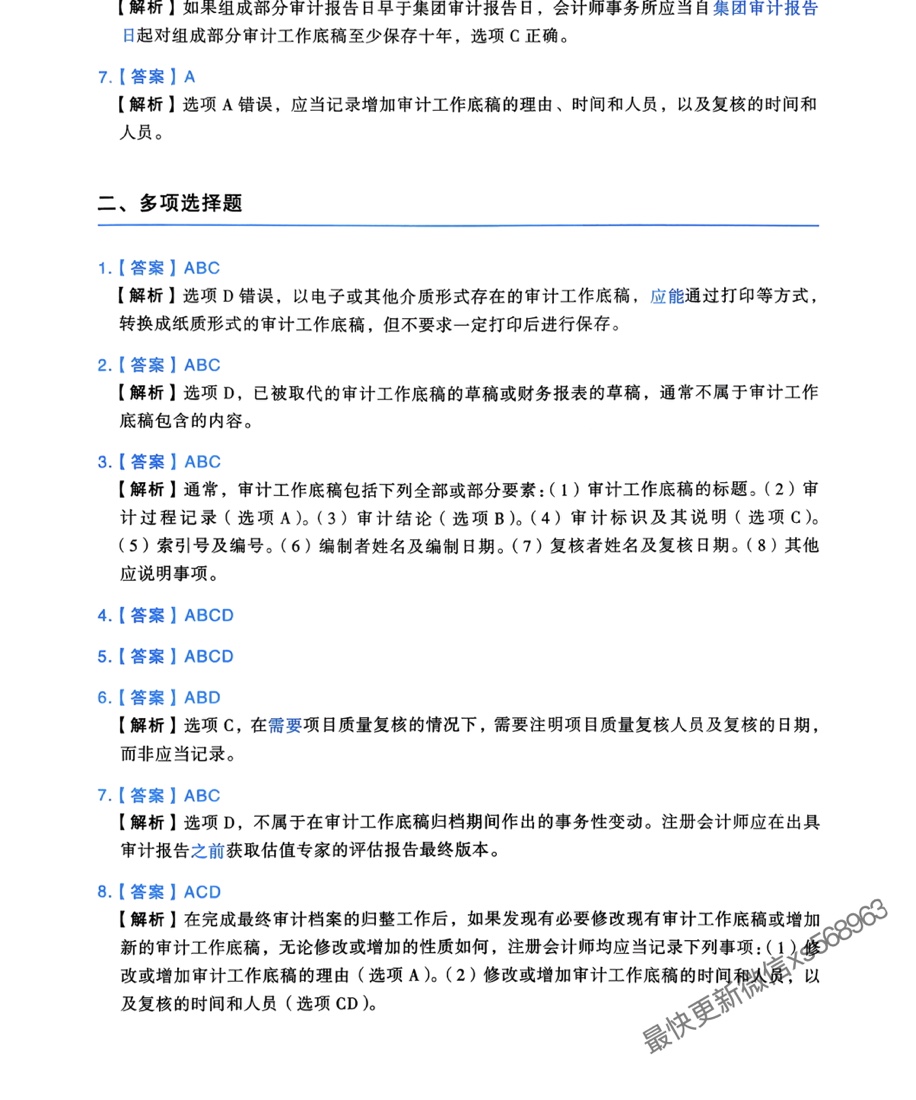 【解析】如果组成部分审计报告日早于集团审计报告日，会计师事务所应当自集团审计报告
日起对组成部分审计工作底稿至少保存十年，选项 C 正确。
7.【答案】A
【解析】选项 A 错误，应当记录增加审计工作底稿的理由、时间和人员，以及复核的时间和
人员。
二、多项选择题
1.【答案】ABC
【解析】选项 D 错误，以电子或其他介质形式存在的审计工作底稿，应能通过打印等方式，
转换成纸质形式的审计工作底稿，但不要求一定打印后进行保存。
2.【答案】ABC
【解析】选项 D，已被取代的审计工作底稿的草稿或财务报表的草稿，通常不属于审计工作
底稿包含的内容。
3.【答案】ABC
【解析】通常，审计工作底稿包括下列全部或部分要素：（1）审计工作底稿的标题。（2）审
计过程记录（选项 A）。（3）审计结论（选项 B）。（4）审计标识及其说明（选项 C）。
（5）索引号及编号。（6）编制者姓名及编制日期。（7）复核者姓名及复核日期。（8）其他
应说明事项。
4.【答案】ABCD
5.【答案】ABCD
6.【答案】ABD
【解析】选项 C，在需要项目质量复核的情况下，需要注明项目质量复核人员及复核的日期，
而非应当记录。
7.【答案】ABC
【解析】选项 D，不属于在审计工作底稿归档期间作出的事务性变动。注册会计师应在出具
审计报告之前获取估值专家的评估报告最终版本。
8.【答案】ACD
【解析】在完成最终审计档案的归整工作后，如果发现有必要修改现有审计工作底稿或增加
新的审计工作底稿，无论修改或增加的性质如何，注册会计师均应当记录下列事项：（1）修
改或增加审计工作底稿的理由（选项 A）。（2）修改或增加审计工作底稿的时间和人员，以
及复核的时间和人员（选项 CD）。
最快更新微信xs568963